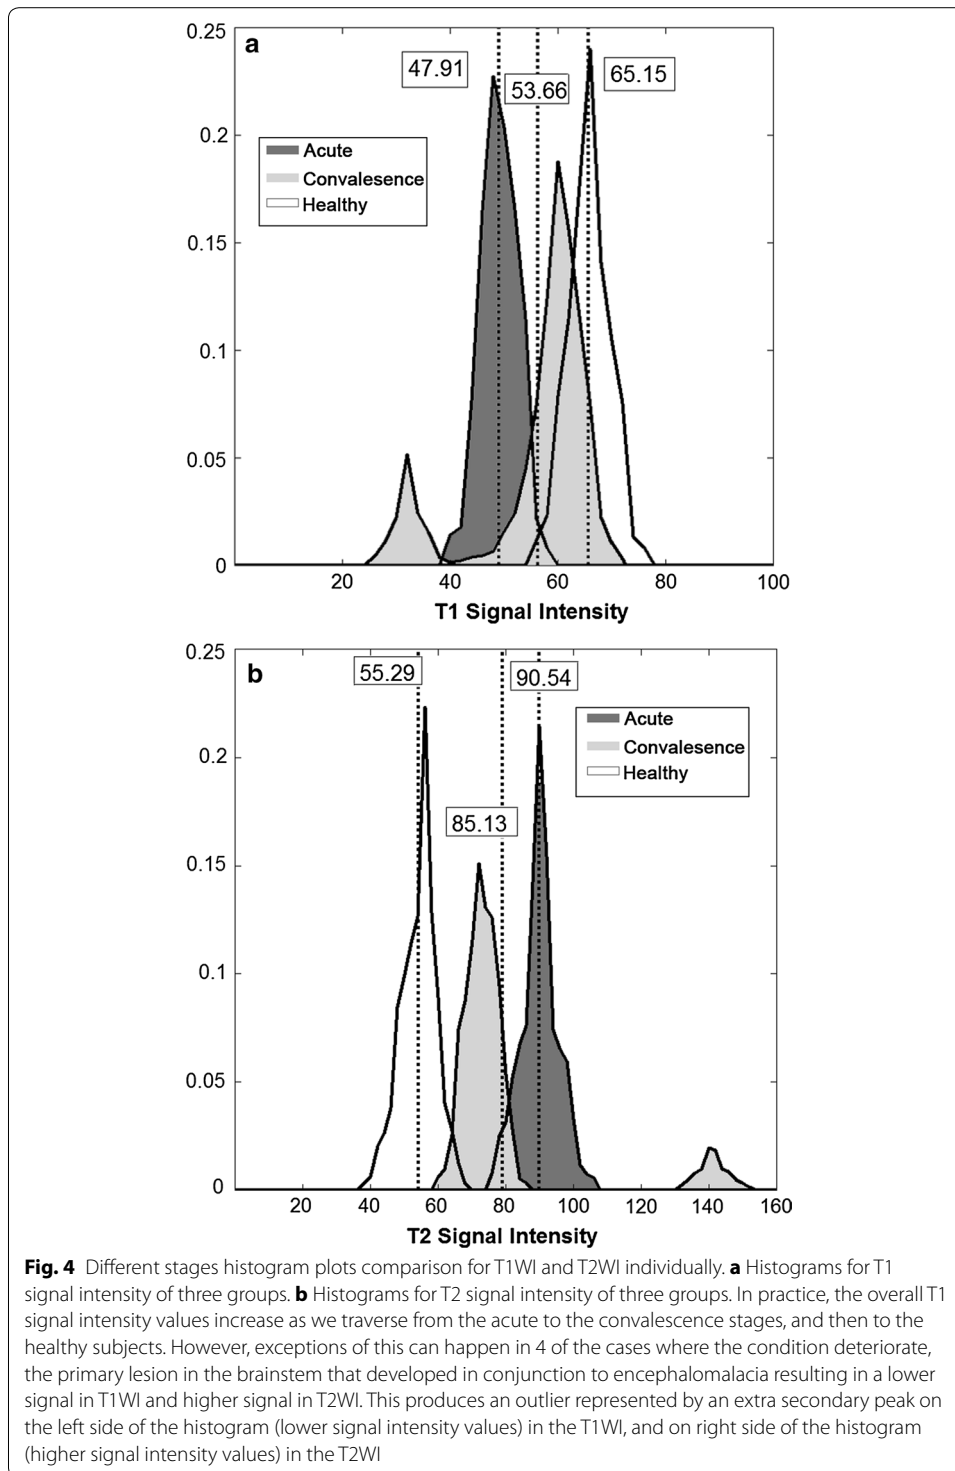 a
0.25
47.91
53.66
65.15
0.2
Acute
Convalesence
Healthy
0.15
0.1
0.05
0
20
40
60
80
100
T1 Signal Intensity
b
0.25
55.29
90.54
Acute
Convalesence
Healthy
0.2
85.13
0.15
0.1
0.05
0
20
40
60
80
100
120
140
160
T2 Signal Intensity
Fig. 4 Different stages histogram plots comparison for T1WI and T2WI individually. a Histograms for T1
signal intensity of three groups. b Histograms for T2 signal intensity of three groups. In practice, the overall T1
signal intensity values increase as we traverse from the acute to the convalescence stages, and then to the
healthy subjects. However, exceptions of this can happen in 4 of the cases where the condition deteriorate,
the primary lesion in the brainstem that developed in conjunction to encephalomalacia resulting in a lower
signal in T1WI and higher signal in T2WI. This produces an outlier represented by an extra secondary peak on
the left side of the histogram (lower signal intensity values) in the T1WI, and on right side of the histogram
(higher signal intensity values) in the T2WI